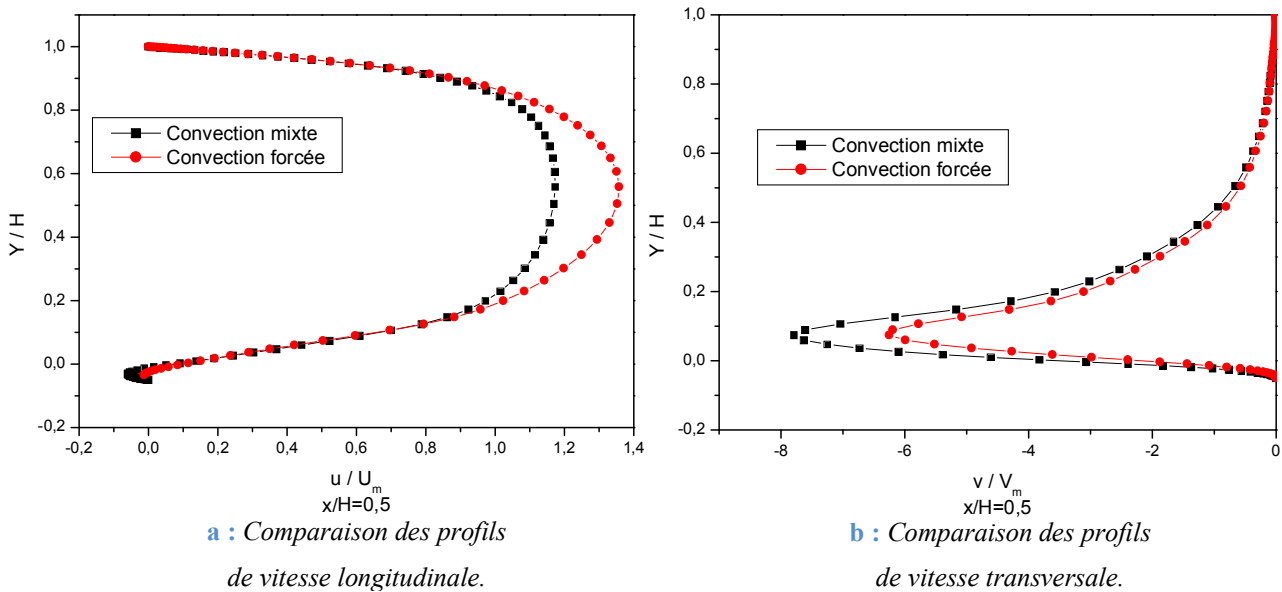 1,0
0,8
0,6
0,4
0,2
0,0
-0,2
Y / H
Convection mixte
Convection forcée
-0,2 0,0 0,2 0,4 0,6 0,8 1,0 1,2 1,4
u / U_m
x/H=0,5
a : Comparaison des profils
de vitesse longitudinale.
1,0
0,8
0,6
0,4
0,2
0,0
-0,2
Y / H
Convection mixte
Convection forcée
-8 -6 -4 -2 0
v / V_m
x/H=0,5
b : Comparaison des profils
de vitesse transversale.